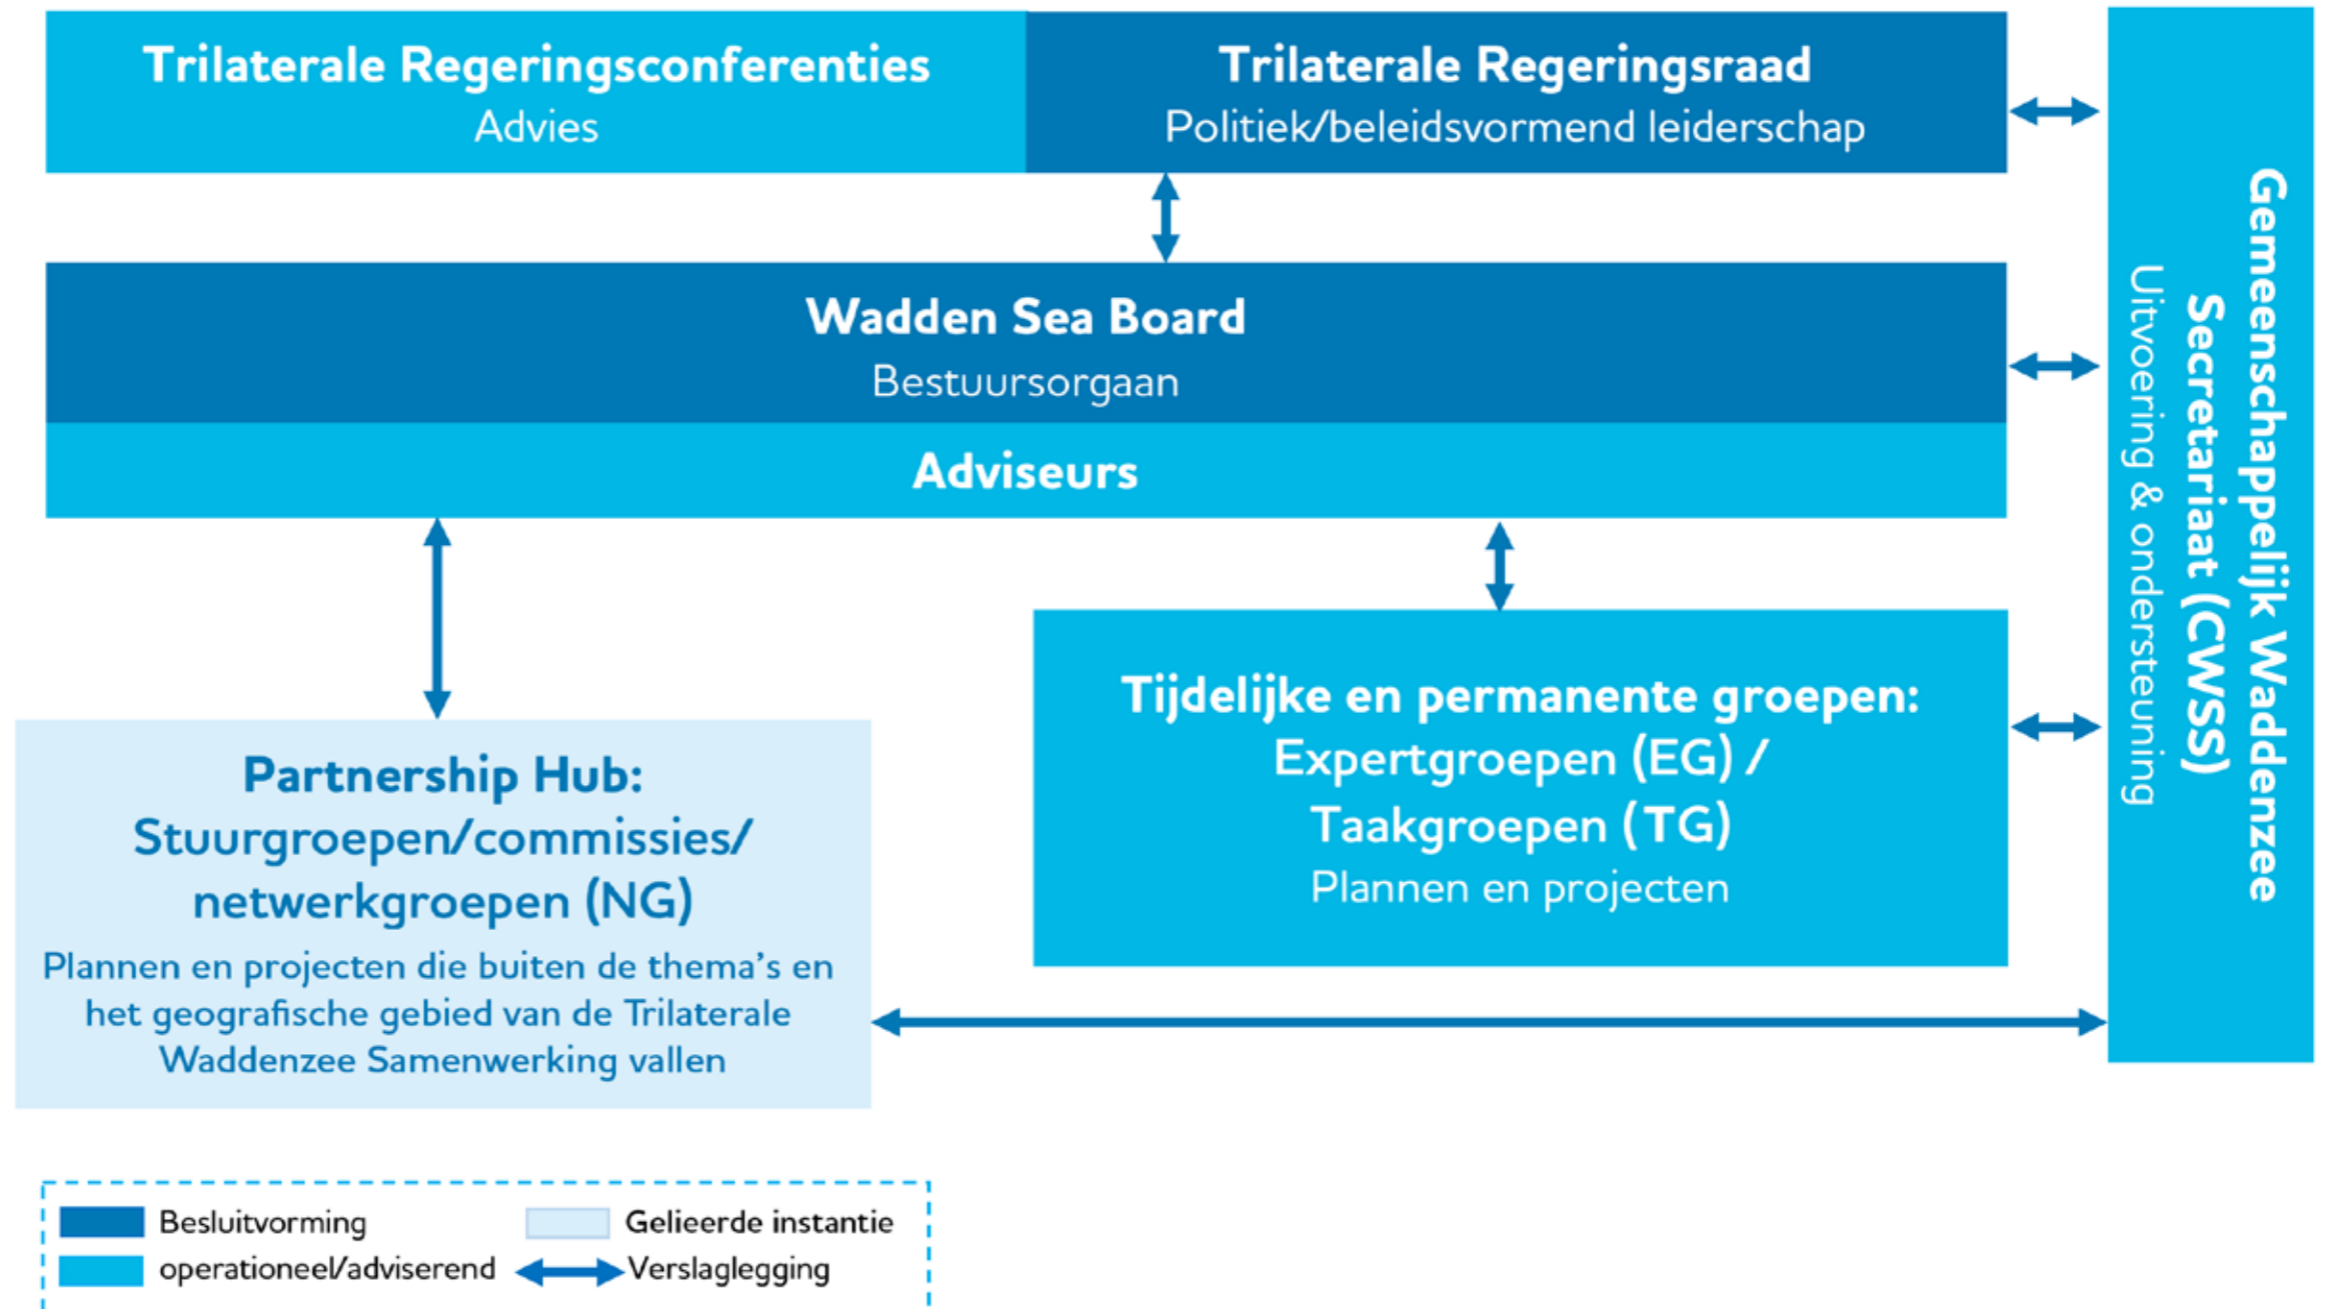 Trilaterale Regeringsconferenties
Advies
Trilaterale Regeringsraad
Politiek/beleidsvormend leiderschap
Wadden Sea Board
Bestuursorgaan
Adviseurs
Partnership Hub:
Stuurgroepen/commissies/
netwerkgroepen (NG)
Plannen en projecten die buiten de thema's en
het geografische gebied van de Trilaterale
Waddenzee Samenwerking vallen
Tijdelijke en permanente groepen:
Expertgroepen (EG) /
Taakgroepen (TG)
Plannen en projecten
Gemeenschappelijk Waddenzee
Secretariaat (CWSS)
Uitvoering & ondersteuning
Besluitvorming
Gelieerde instantie
operationeel/adviserend
Verslaglegging